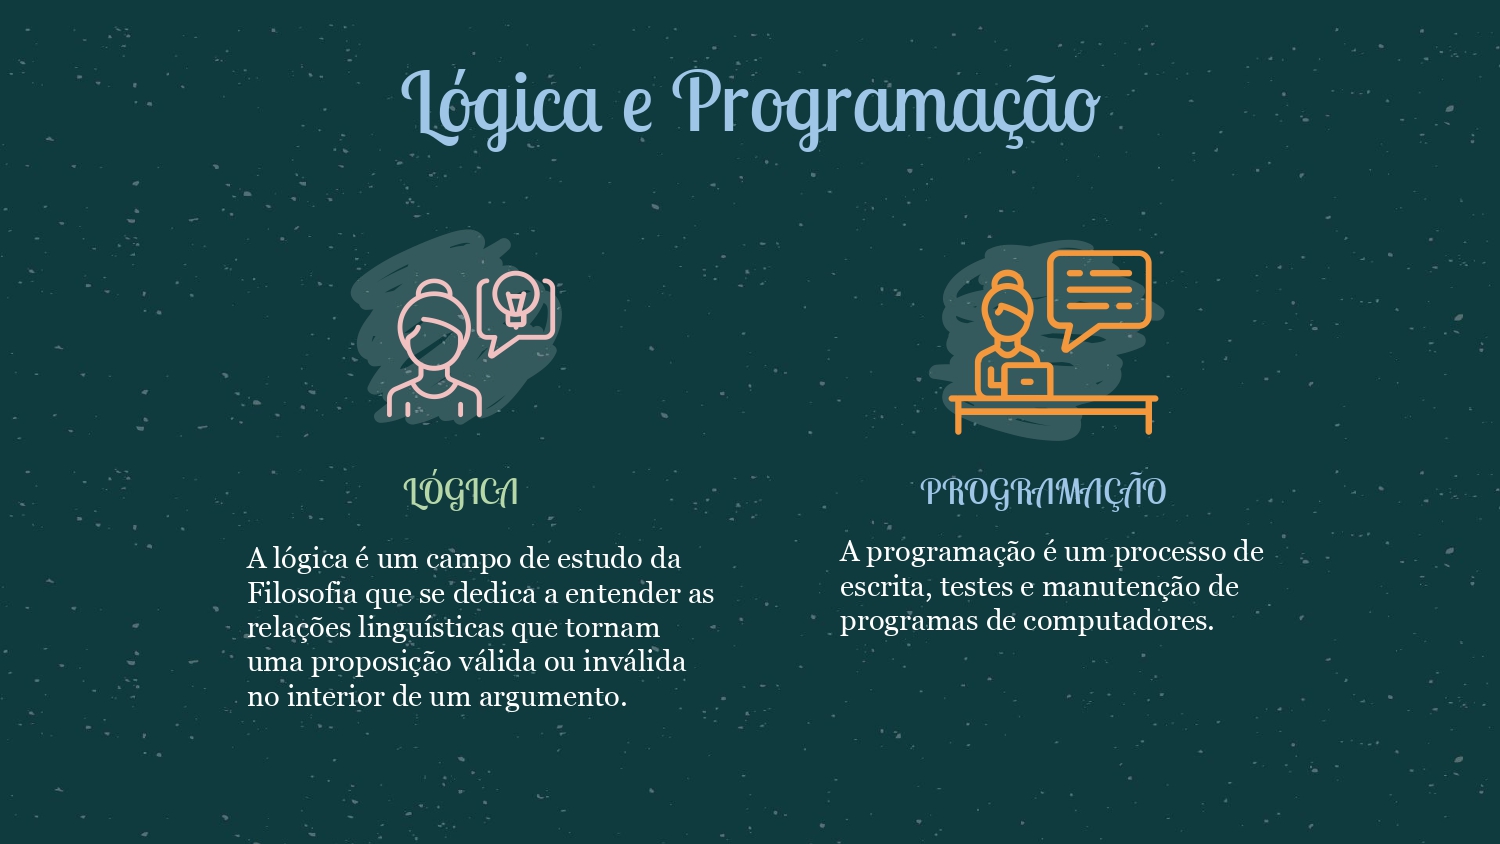 Lógica e Programação
LÓGICA
A lógica é um campo de estudo da
Filosofia que se dedica a entender as
relações linguísticas que tornam
uma proposição válida ou inválida
no interior de um argumento.
PROGRAMAÇÃO
A programação é um processo de
escrita, testes e manutenção de
programas de computadores.